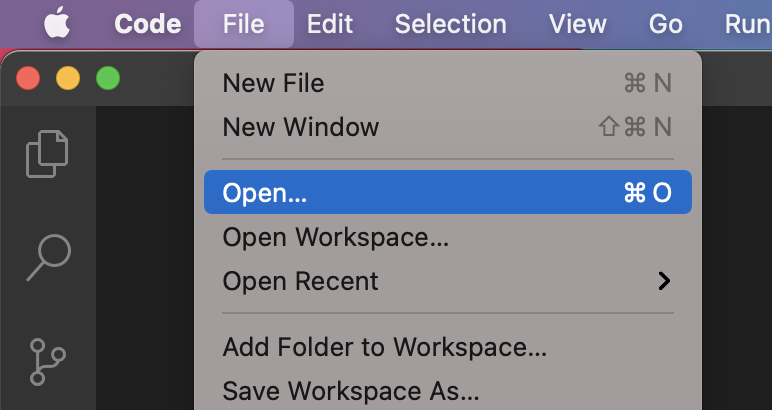 Code File Edit Selection View Go Run
New File ⌘ N
New Window ⇧⌘ N
Open... ⌘ O
Open Workspace...
Open Recent
Add Folder to Workspace...
Save Workspace As...